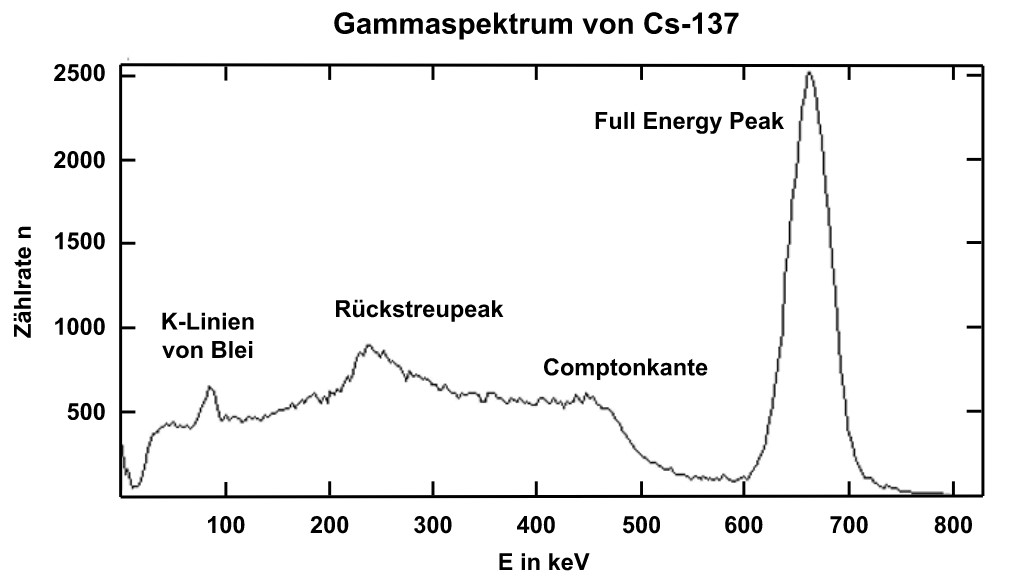 Gammaspektrum von Cs-137
2500
2000
1500
1000
500
Zählrate n
Full Energy Peak
Rückstreupeak
K-Linien
von Blei
Comptonkante
100 200 300 400 500 600 700 800
E in keV